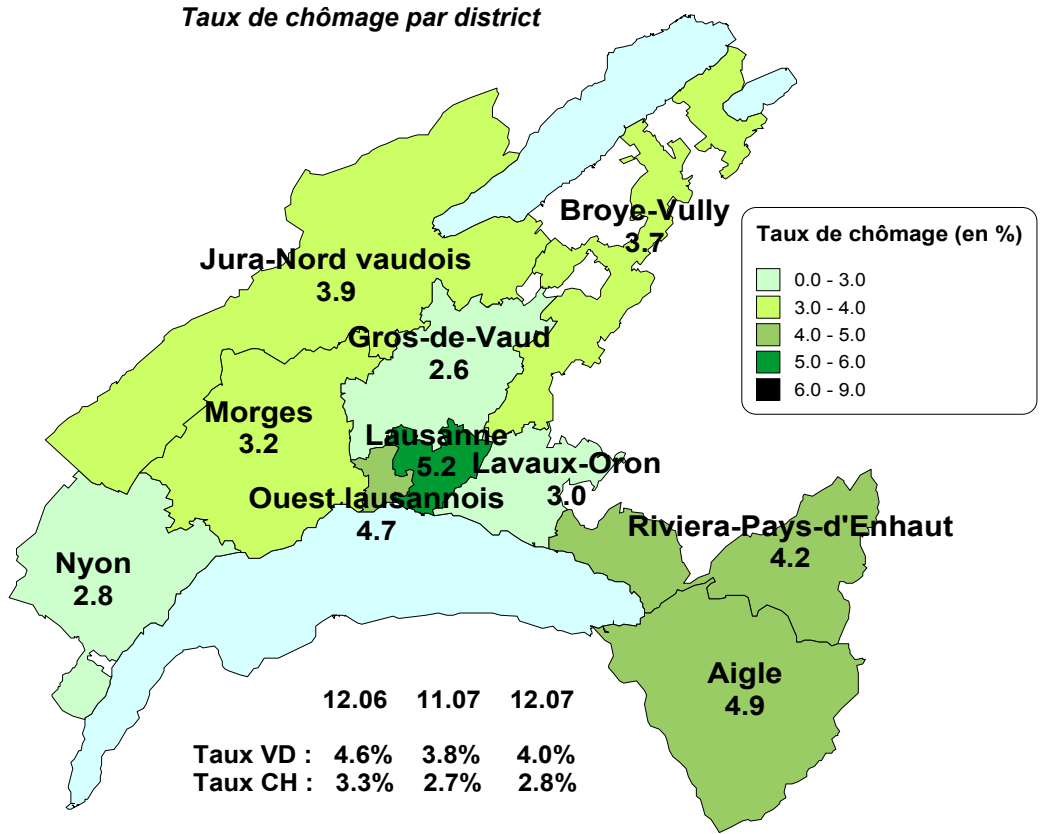 Taux de chômage par district
Broye-Vully
3.7
Taux de chômage (en %)
0.0 - 3.0
3.0 - 4.0
4.0 - 5.0
5.0 - 6.0
6.0 - 9.0
Jura-Nord vaudois
3.9
Gros-de-Vaud
2.6
Morges
3.2
Lausanne
5.2
Lavaux-Oron
3.0
Ouest lausannois
4.7
Riviera-Pays-d'Enhaut
4.2
Nyon
2.8
Aigle
4.9
12.06 11.07 12.07
Taux VD : 4.6% 3.8% 4.0%
Taux CH : 3.3% 2.7% 2.8%